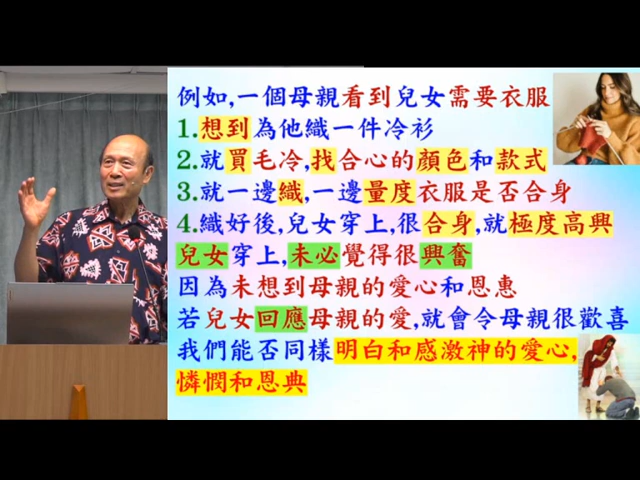 例如,一個母親看到兒女需要衣服
1.想到為他織一件冷衫
2.就買毛冷,找合心的顏色和款式
3.就一邊織,一邊量度衣服是否合身
4.織好後,兒女穿上,很合身,就極度高興
兒女穿上,未必覺得很興奮
因為未想到母親的愛心和恩惠
若兒女回應母親的愛,就會令母親很歡喜
我們能否同樣明白和感激神的愛心,
憐憫和恩典